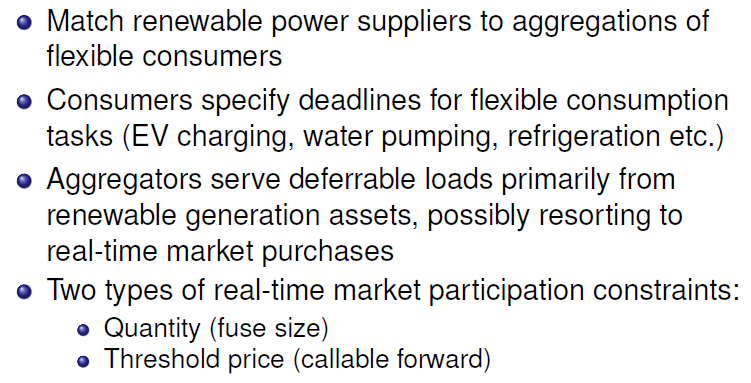 Match renewable power suppliers to aggregations of
flexible consumers
Consumers specify deadlines for flexible consumption
tasks (EV charging, water pumping, refrigeration etc.)
Aggregators serve deferrable loads primarily from
renewable generation assets, possibly resorting to
real-time market purchases
Two types of real-time market participation constraints:
Quantity (fuse size)
Threshold price (callable forward)